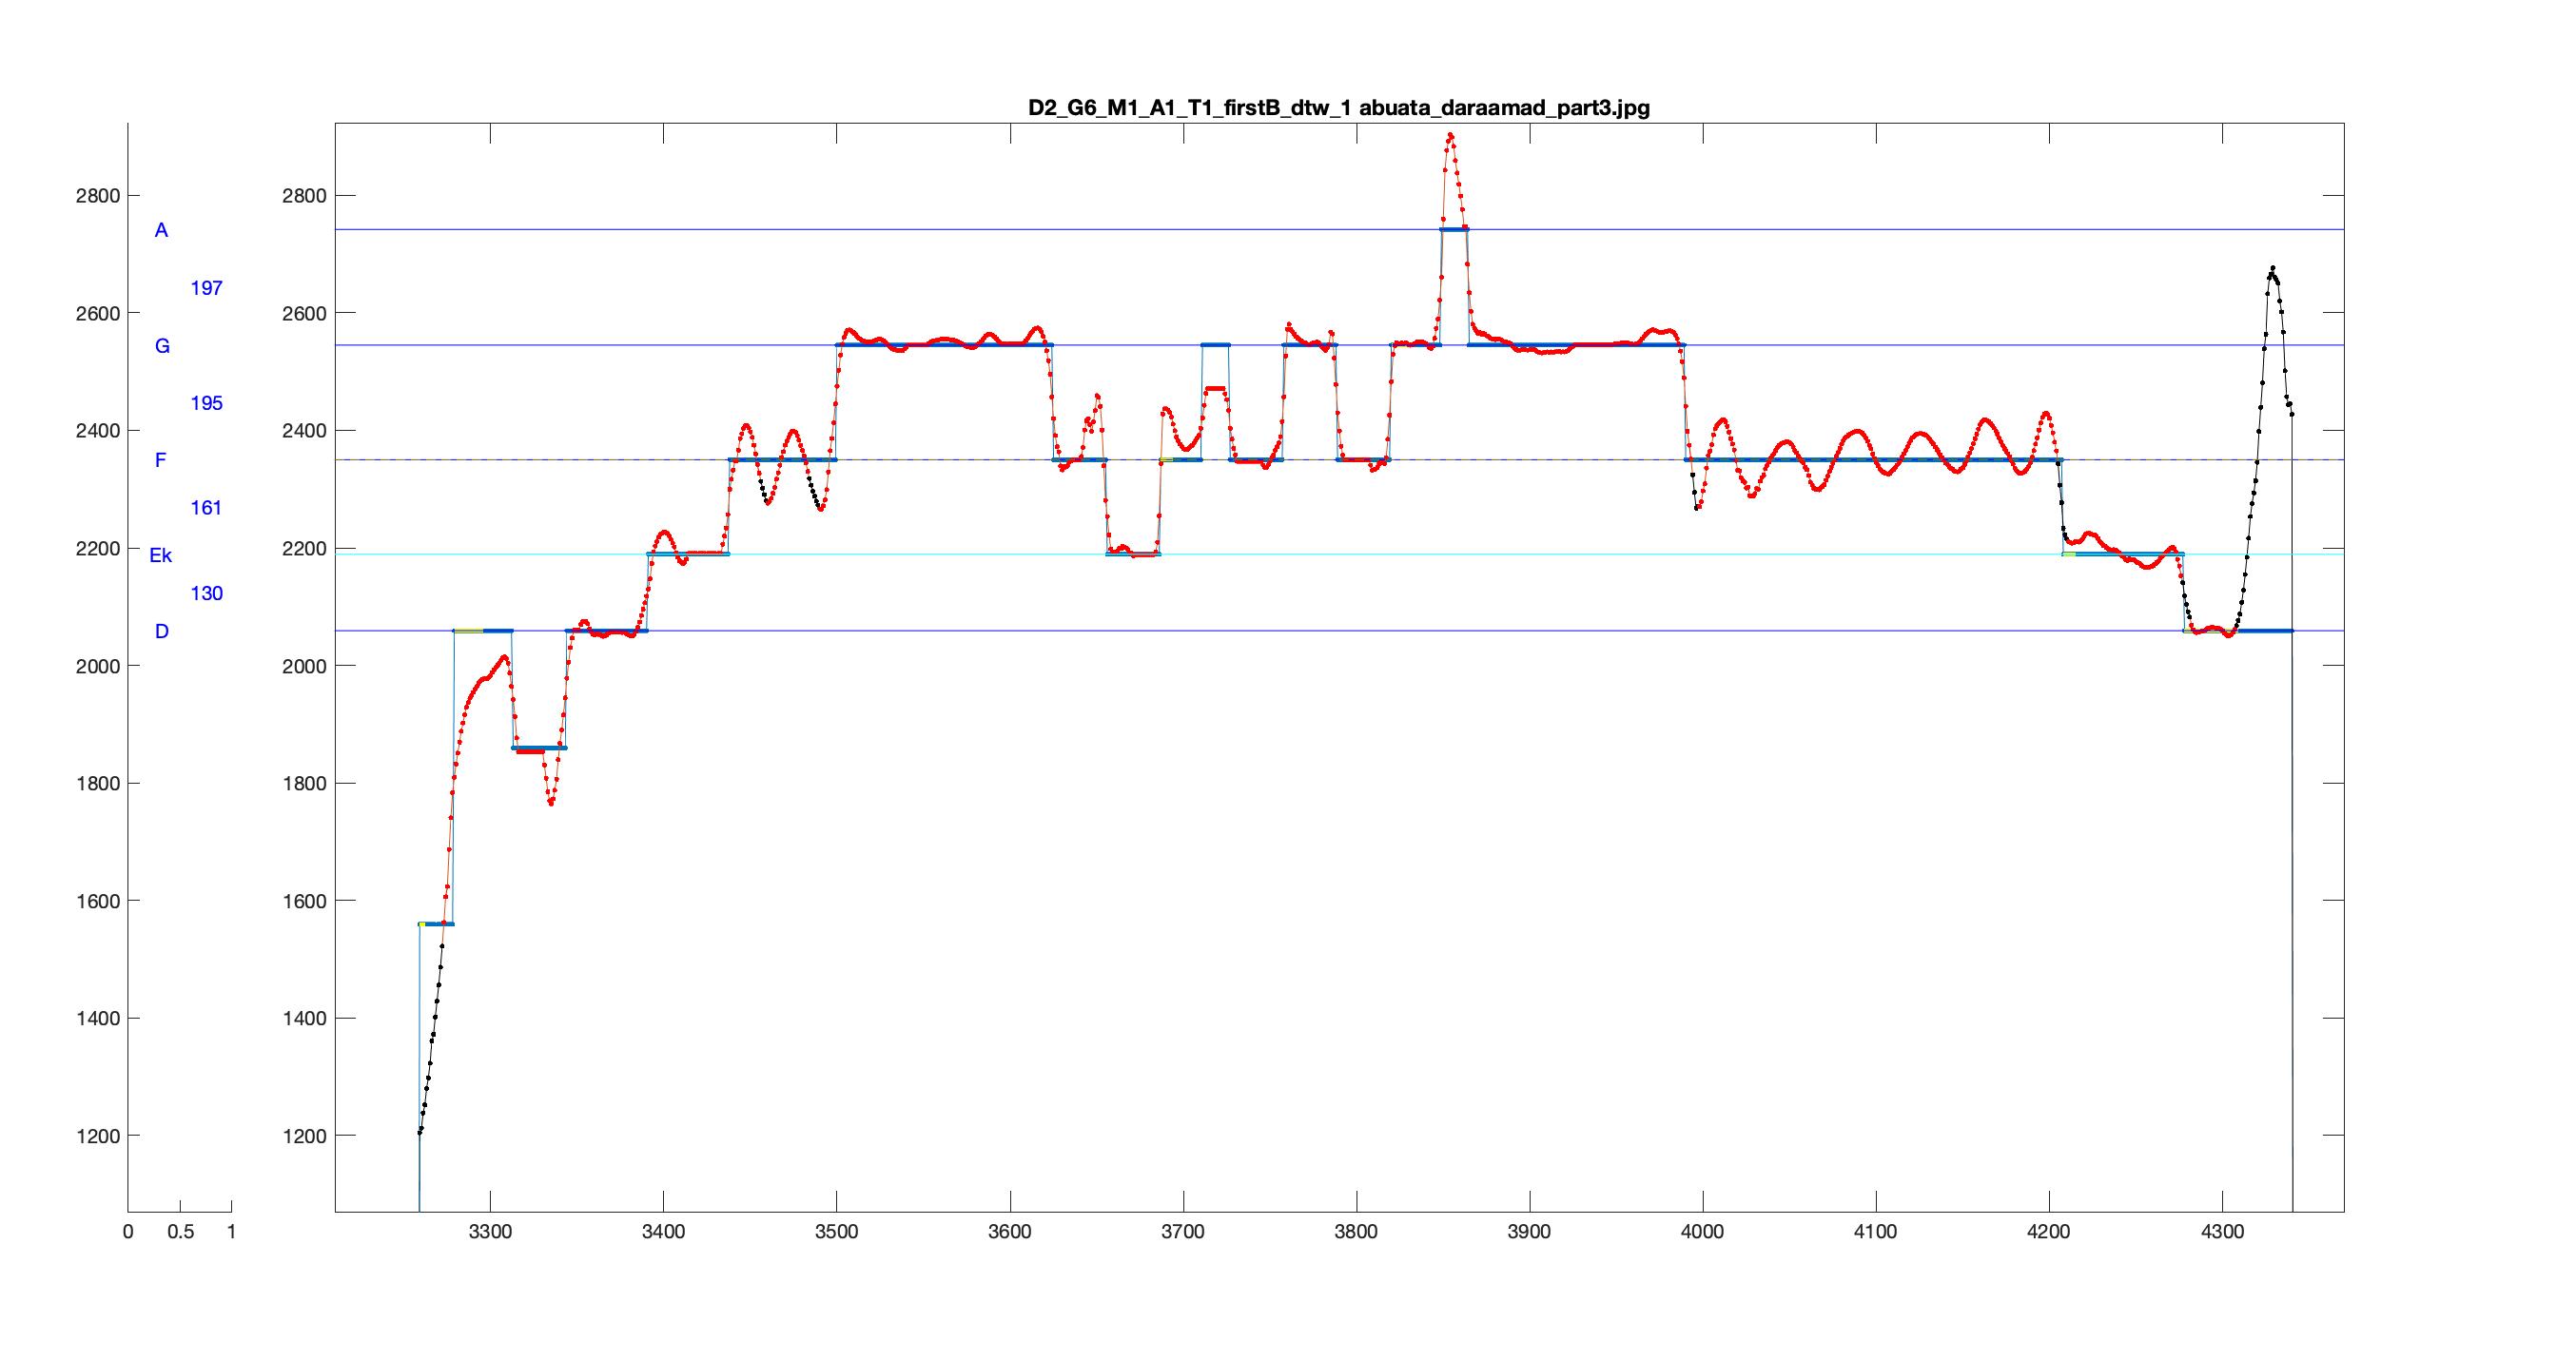 D2_G6_M1_A1_T1_firstB_dtw_1 abuata_daraamad_part3.jpg
2800 2800
A
197
2600 2600
G
195
2400 2400
F
161
2200 Ek 2200
130
D
2000 2000
1800 1800
1600 1600
1400 1400
1200 1200
0 0.5 1 3300 3400 3500 3600 3700 3800 3900 4000 4100 4200 4300